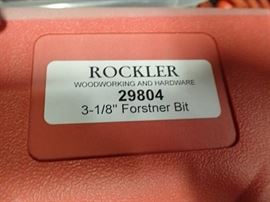 ROCKLER
WOODWORKING AND HARDWARE
29804
3-1/8" Forstner Bit